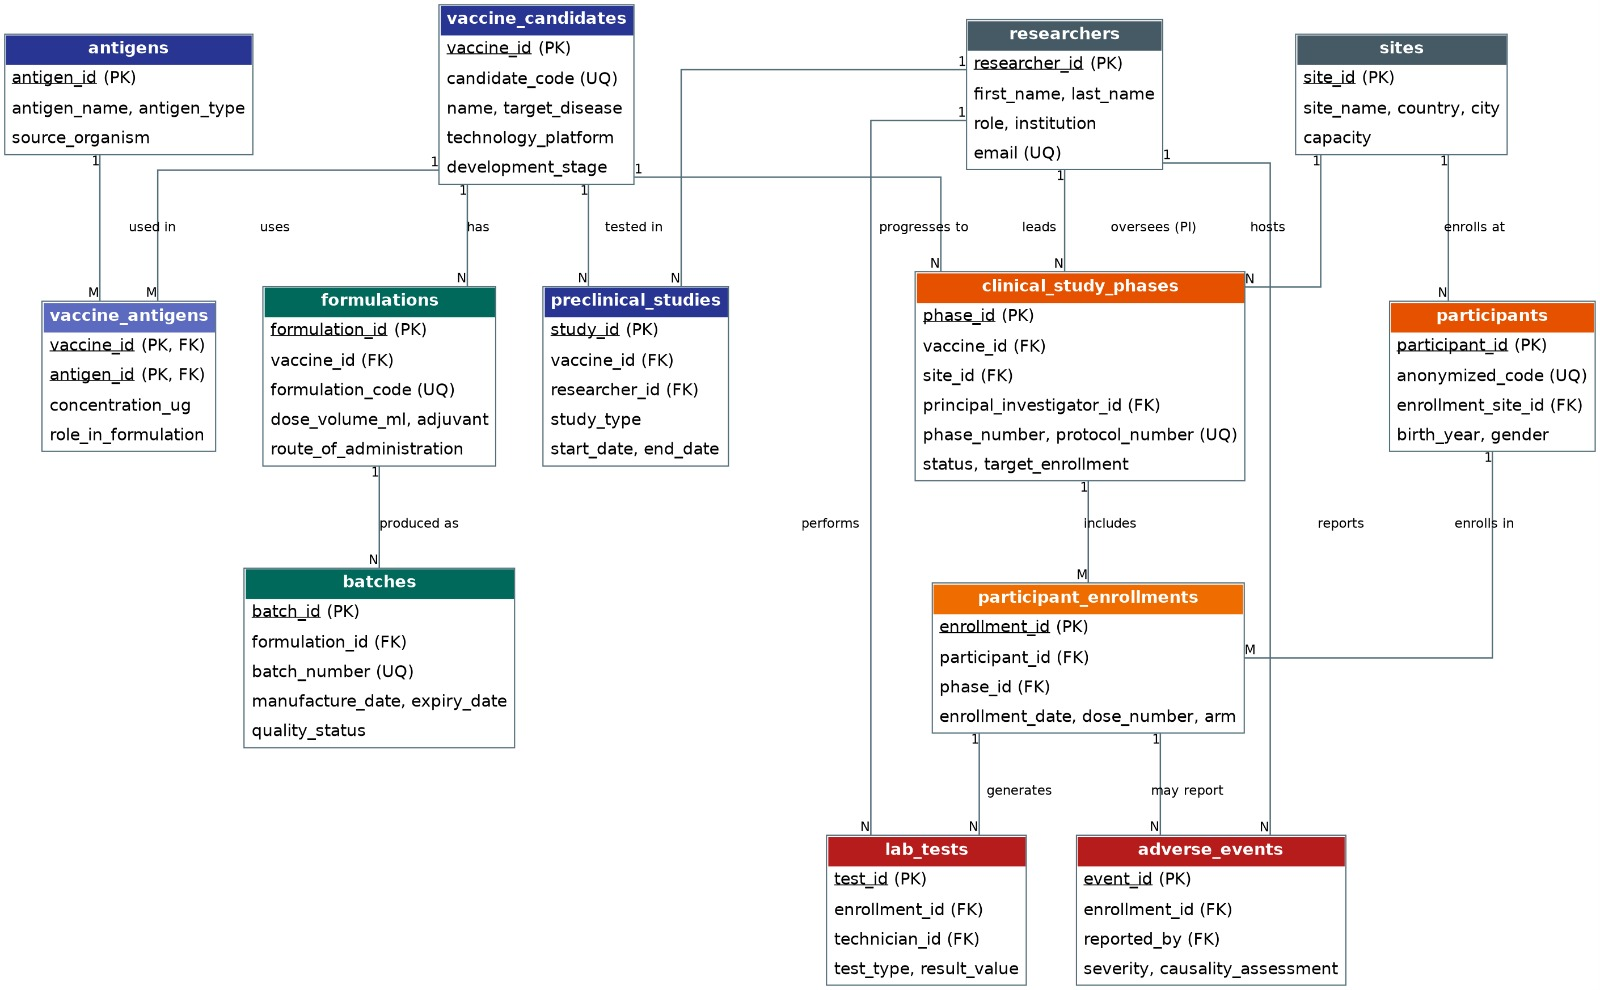 antigens
antigen_id (PK)
antigen_name, antigen_type
source_organism
vaccine_candidates
vaccine_id (PK)
candidate_code (UQ)
name, target_disease
technology_platform
development_stage
researchers
researcher_id (PK)
first_name, last_name
role, institution
email (UQ)
sites
site_id (PK)
site_name, country, city
capacity
1
1
1
1
1
1
1
1
1
1
1
used in
uses
has
tested in
progresses to
leads
oversees (PI)
hosts
enrolls at
M
M
N
N
N
N
N
N
N
vaccine_antigens
vaccine_id (PK, FK)
antigen_id (PK, FK)
concentration_ug
role_in_formulation
formulations
formulation_id (PK)
vaccine_id (FK)
formulation_code (UQ)
dose_volume_ml, adjuvant
route_of_administration
preclinical_studies
study_id (PK)
vaccine_id (FK)
researcher_id (FK)
study_type
start_date, end_date
clinical_study_phases
phase_id (PK)
vaccine_id (FK)
site_id (FK)
principal_investigator_id (FK)
phase_number, protocol_number (UQ)
status, target_enrollment
participants
participant_id (PK)
anonymized_code (UQ)
enrollment_site_id (FK)
birth_year, gender
1
1
1
produced as
performs
includes
reports
enrolls in
N
M
M
batches
batch_id (PK)
formulation_id (FK)
batch_number (UQ)
manufacture_date, expiry_date
quality_status
participant_enrollments
enrollment_id (PK)
participant_id (FK)
phase_id (FK)
enrollment_date, dose_number, arm
1
1
generates
may report
N
N
N
N
lab_tests
test_id (PK)
enrollment_id (FK)
technician_id (FK)
test_type, result_value
adverse_events
event_id (PK)
enrollment_id (FK)
reported_by (FK)
severity, causality_assessment